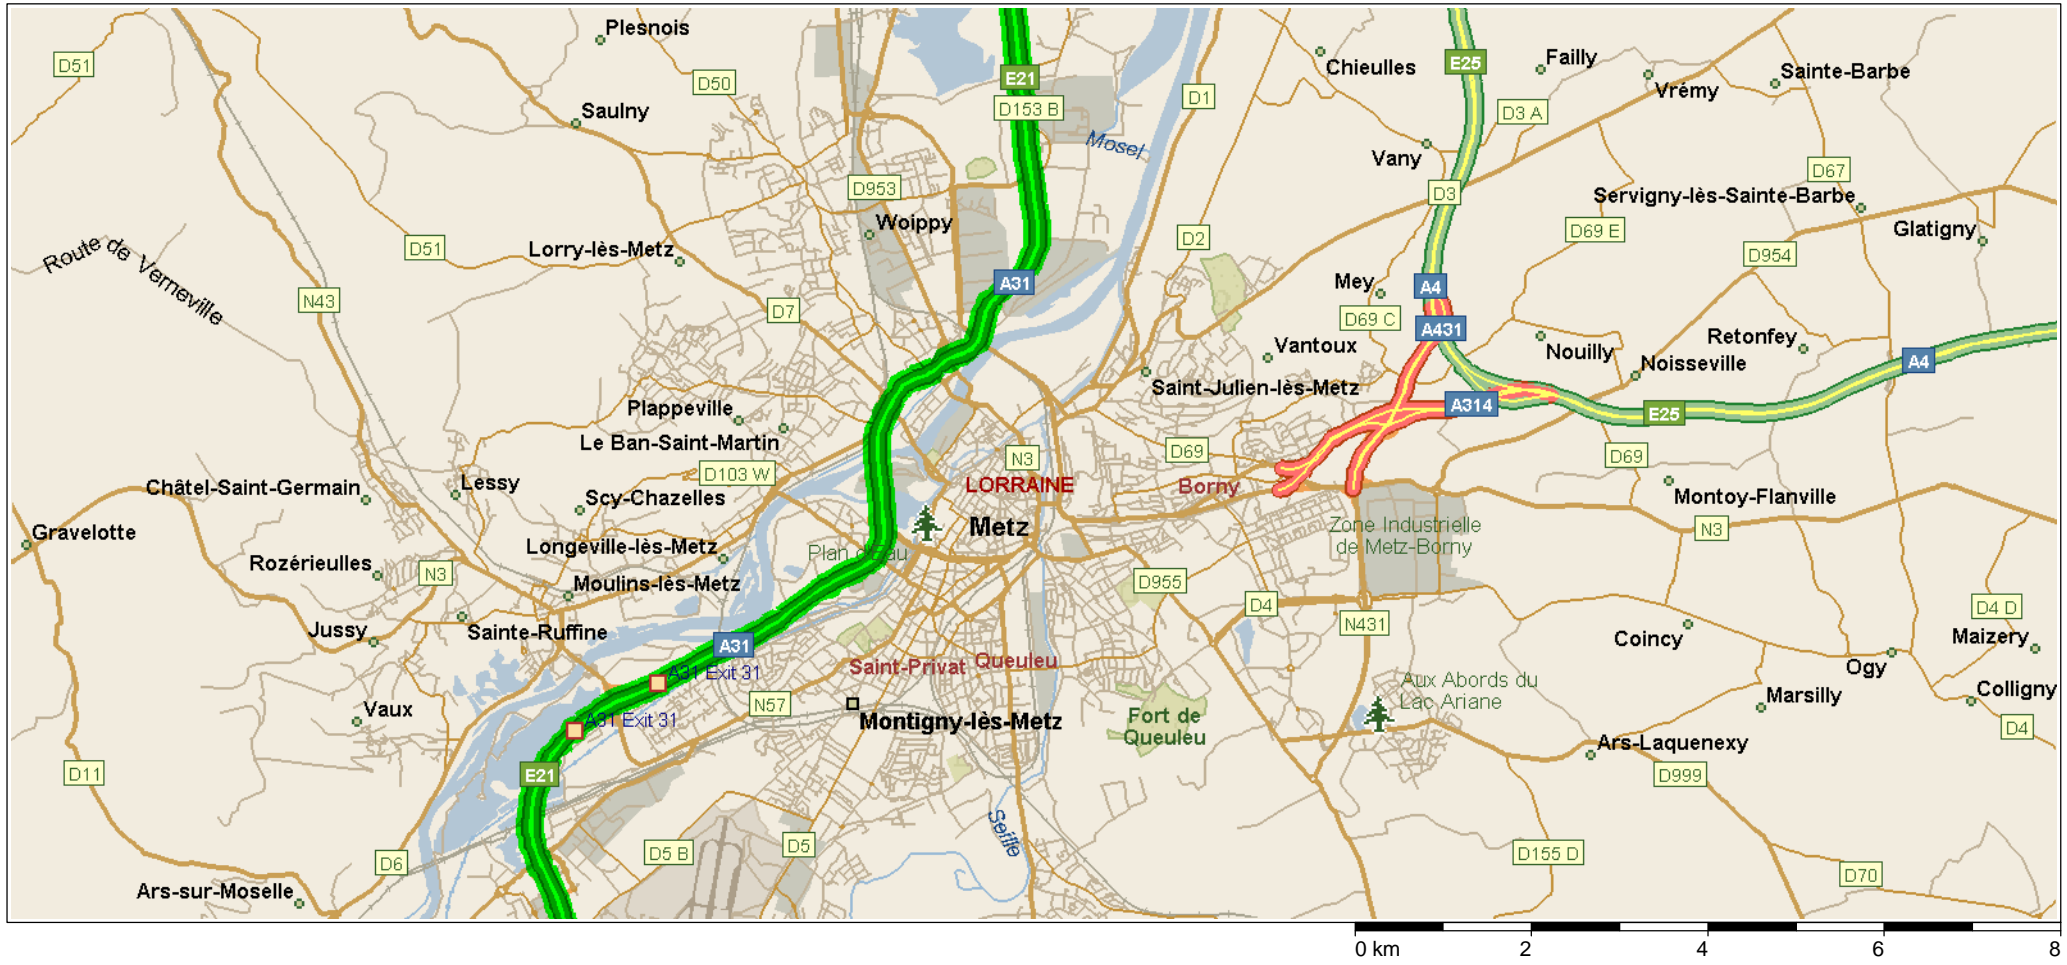 Plesnois
D51
D50
E21
D153 B
D1
Chieulles
E25
Failly
Vrémy
Sainte-Barbe
Saulny
D3 A
Mosel
Vany
D67
D953
D3
Servigny-lès-Sainte-Barbe
Woippy
D69 E
Glatigny
Route de Verneville
D51
Lorry-lès-Metz
D2
D954
N43
A31
Mey
A4
D7
D69 C
A431
Vantoux
Nouilly
Retonfey
Noisseville
A4
Saint-Julien-lès-Metz
Plappeville
A314
E25
Le Ban-Saint-Martin
D69
N3
D69
D103 W
Châtel-Saint-Germain
Lessy
Scy-Chazelles
LORRAINE
Borny
Montoy-Flanville
Gravelotte
Metz
Zone Industrielle
de Metz-Borny
N3
Longeville-lès-Metz
Plan d'Eau
Rozérieulles
N3
Moulins-lès-Metz
D955
D4
N431
D4 D
Jussy
Sainte-Ruffine
Coincy
Maizery
A31
Saint-Privat
Queuleu
Ogy
A31 Exit 31
Aux Abords du
Lac Ariane
Marsilly
Colligny
Vaux
A31 Exit 31
N57
Montigny-lès-Metz
Fort de
Queuleu
D4
Ars-Laquenexy
D11
E21
D999
Seille
D6
D5 B
D5
D155 D
D70
Ars-sur-Moselle
0 km
2
4
6
8